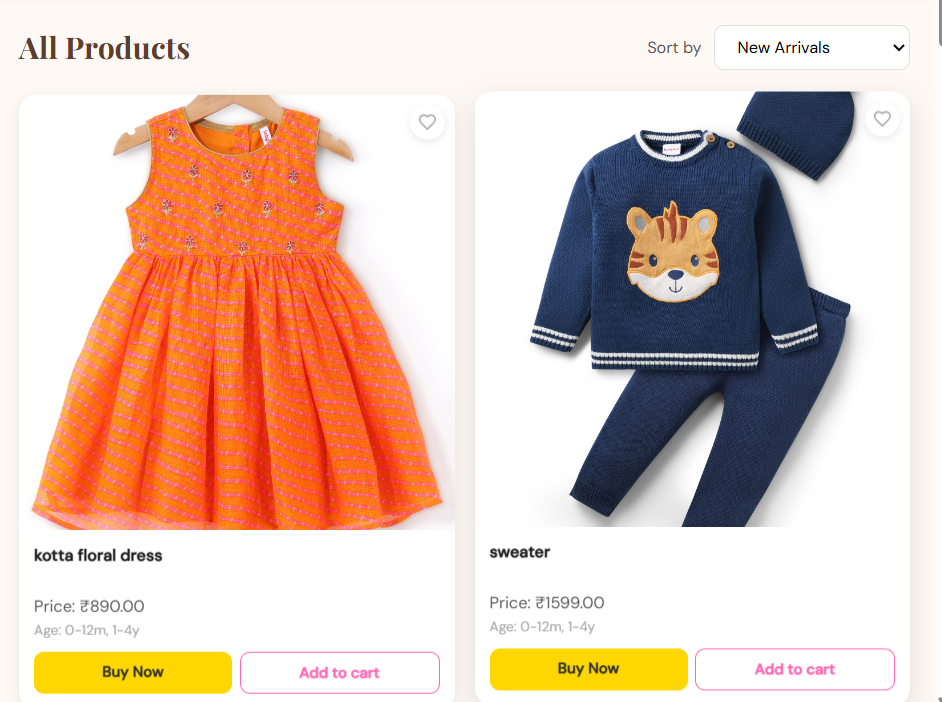 All Products
Sort by
New Arrivals
kotta floral dress
Price: ₹890.00
Age: 0-12m, 1-4y
Buy Now
Add to cart
sweater
Price: ₹1599.00
Age: 0-12m, 1-4y
Buy Now
Add to cart